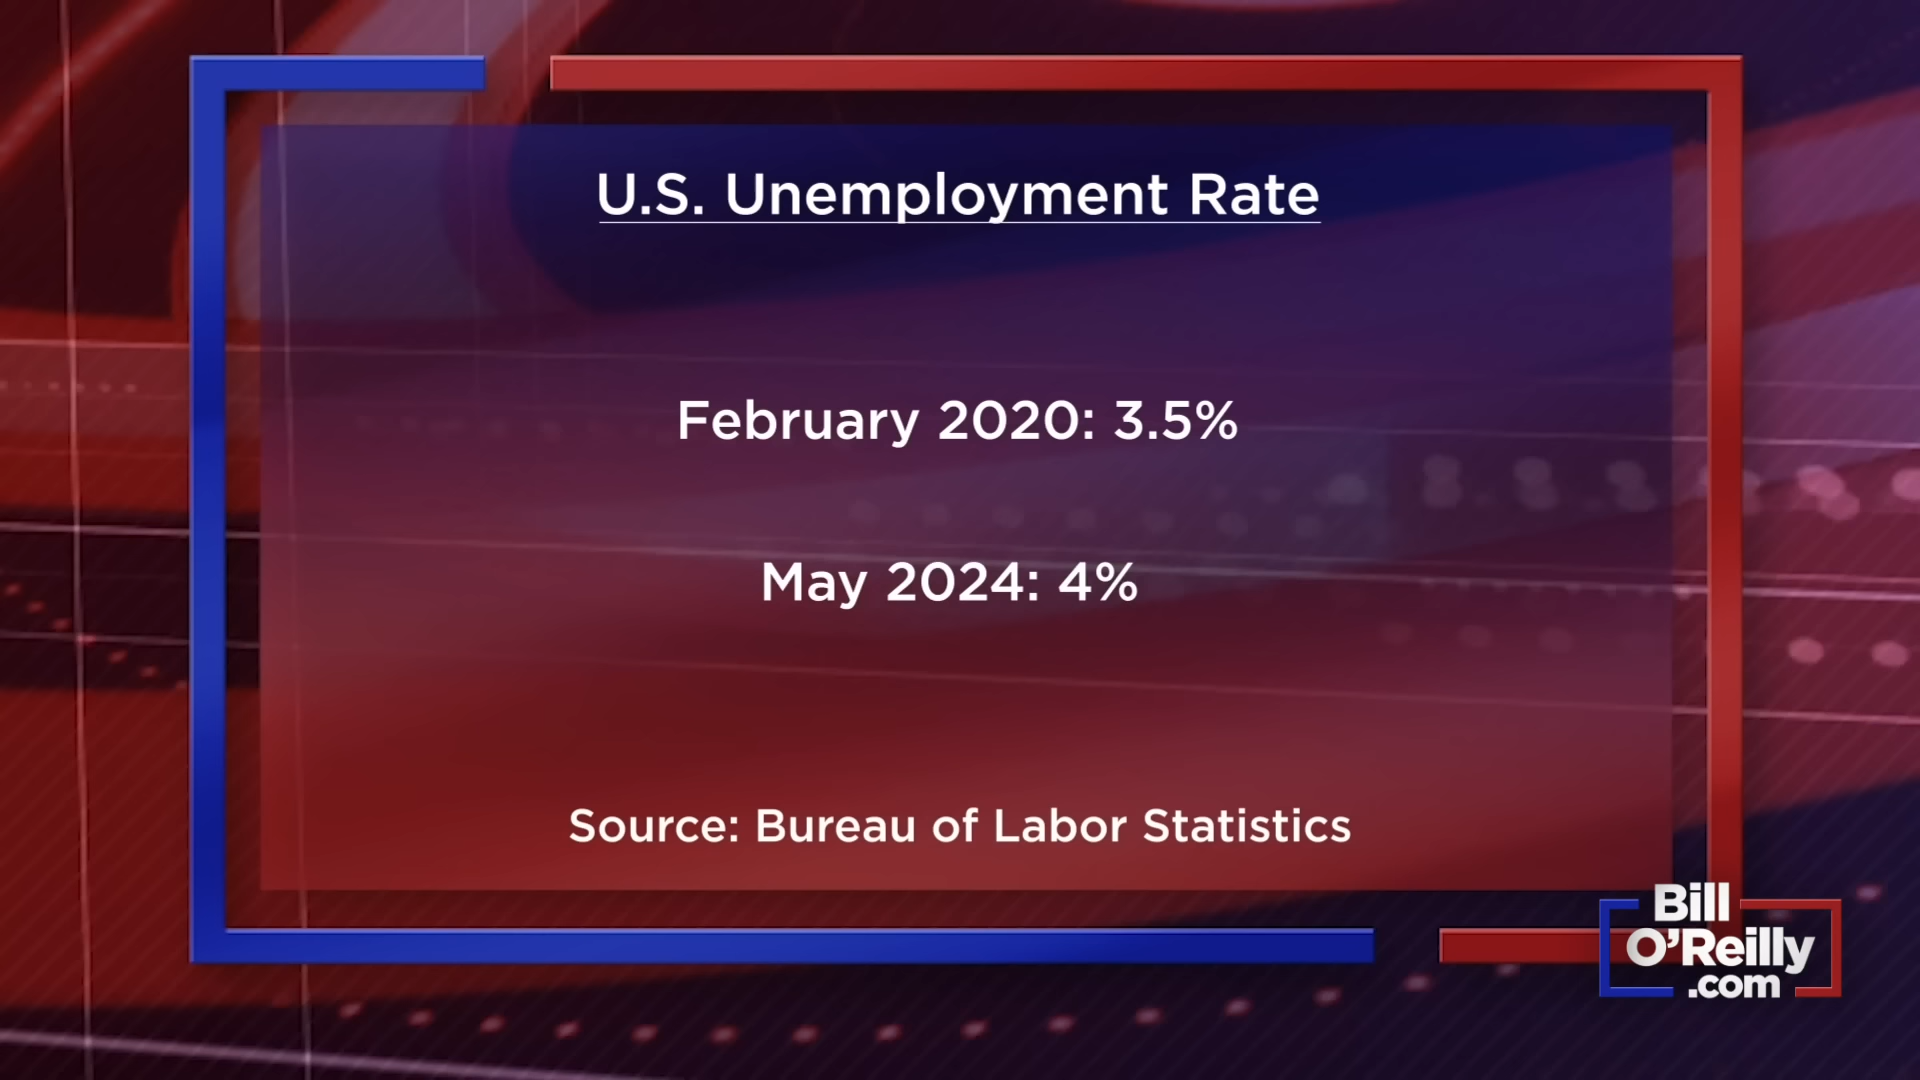 U.S. Unemployment Rate
February 2020: 3.5%
May 2024: 4%
Source: Bureau of Labor Statistics
Bill
O'Reilly
.com